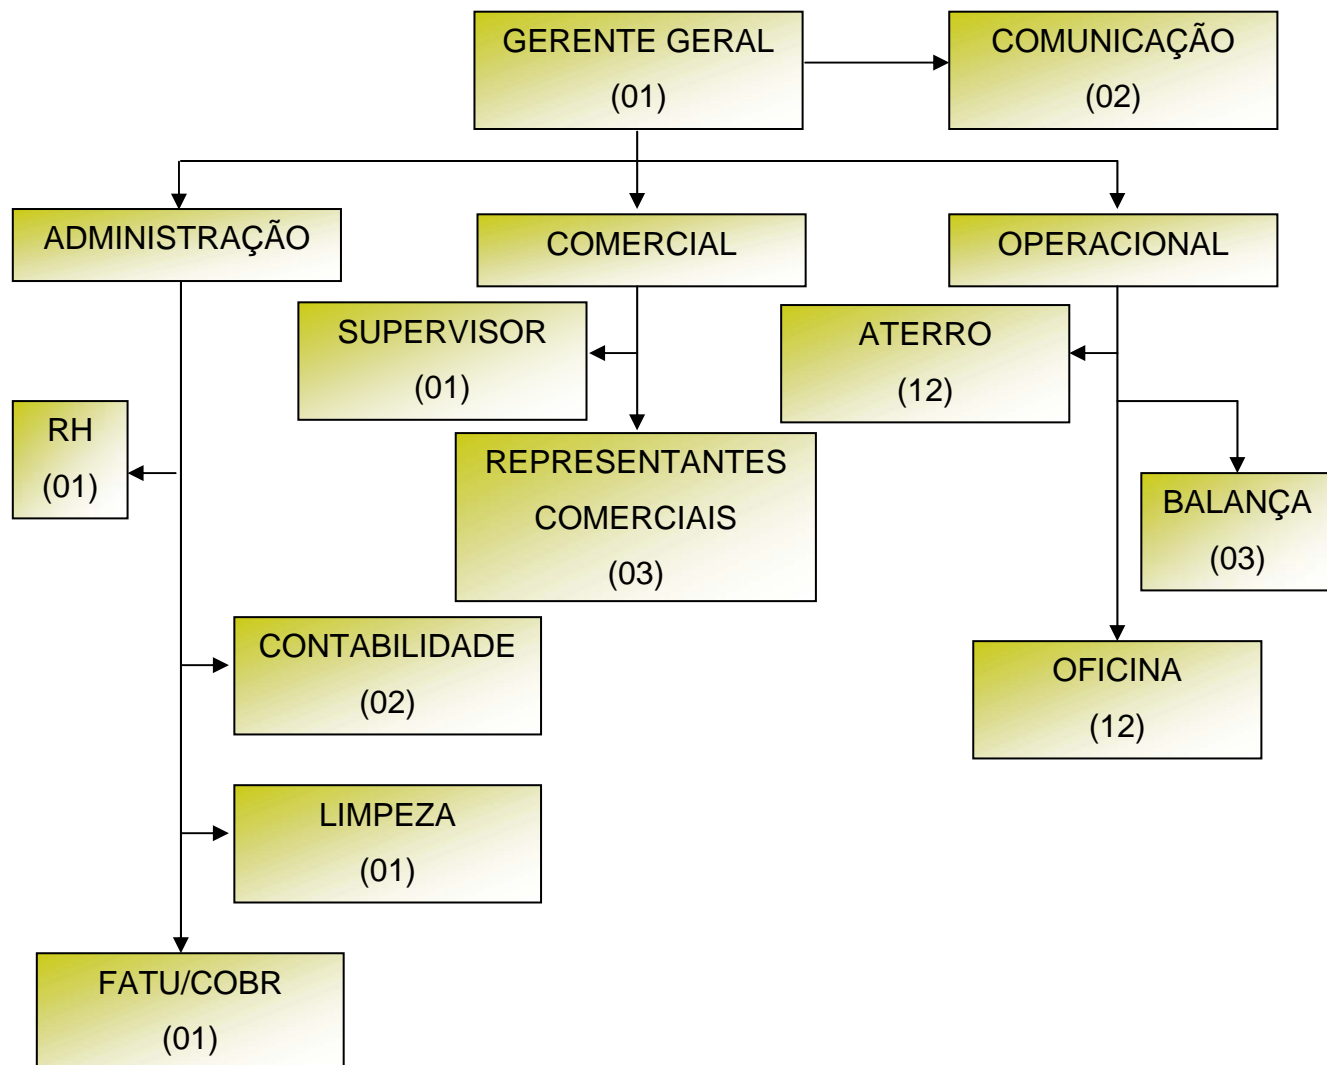 GERENTE GERAL
(01)
COMUNICAÇÃO
(02)
ADMINISTRAÇÃO
COMERCIAL
OPERACIONAL
SUPERVISOR
(01)
ATERRO
(12)
RH
(01)
REPRESENTANTES
COMERCIAIS
(03)
BALANÇA
(03)
CONTABILIDADE
(02)
OFICINA
(12)
LIMPEZA
(01)
FATU/COBR
(01)